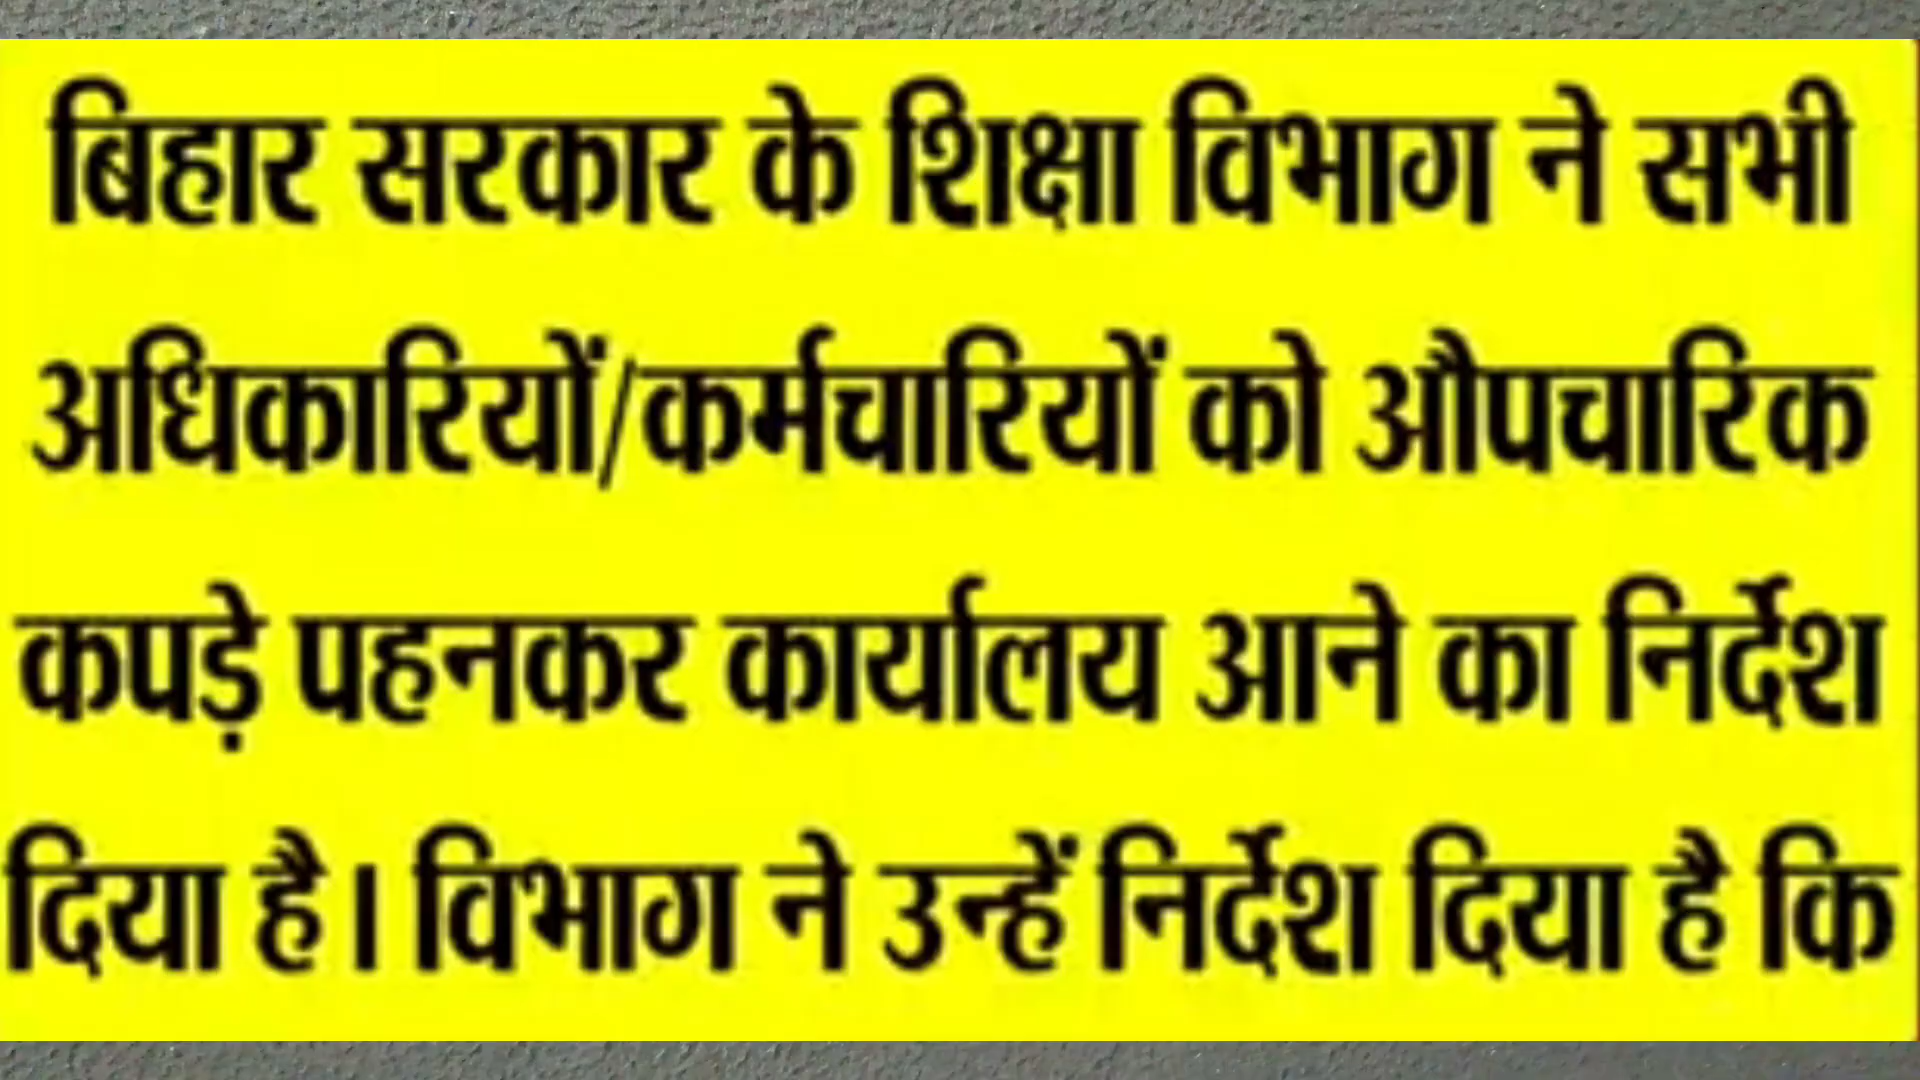 बिहार सरकार के शिक्षा विभाग ने सभी
अधिकारियों/कर्मचारियों को औपचारिक
कपड़े पहनकर कार्यालय आने का निर्देश
दिया है। विभाग ने उन्हें निर्देश दिया है कि